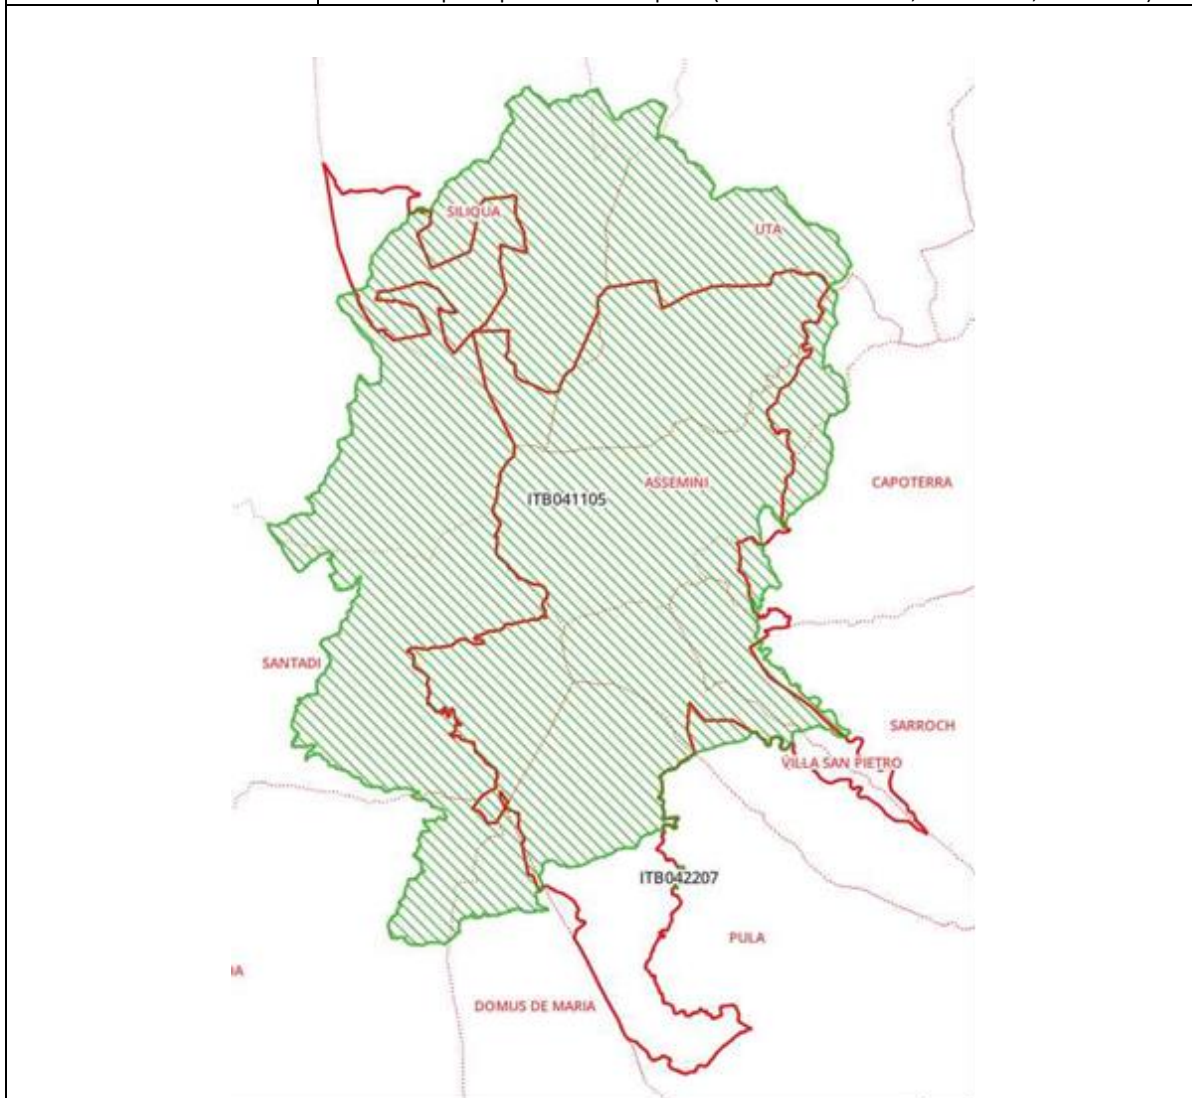 SILIQUA
UTA
CAPOTERRA
ASSEMINI
ITB041105
SANTADI
SARROCH
VILLA SAN PIETRO
ITB042207
PULA
DOMUS DE MARIA